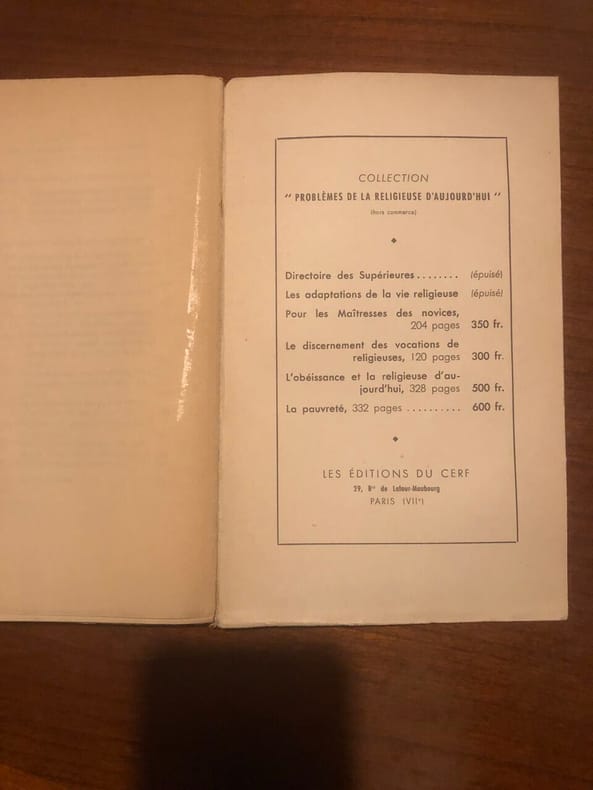 COLLECTION
" PROBLÈMES DE LA RELIGIEUSE D'AUJOURD'HUI "
(hors commerce)
Directoire des Supérieures ........ (épuisé)
Les adaptations de la vie religieuse (épuisé)
Pour les Maîtresses des novices,
204 pages 350 fr.
Le discernement des vocations de
religieuses, 120 pages 300 fr.
L'obéissance et la religieuse d'au-
jourd'hui, 328 pages 500 fr.
La pauvreté, 332 pages .......... 600 fr.
LES ÉDITIONS DU CERF
29, Bd de Latour-Maubourg
PARIS (VIIe)